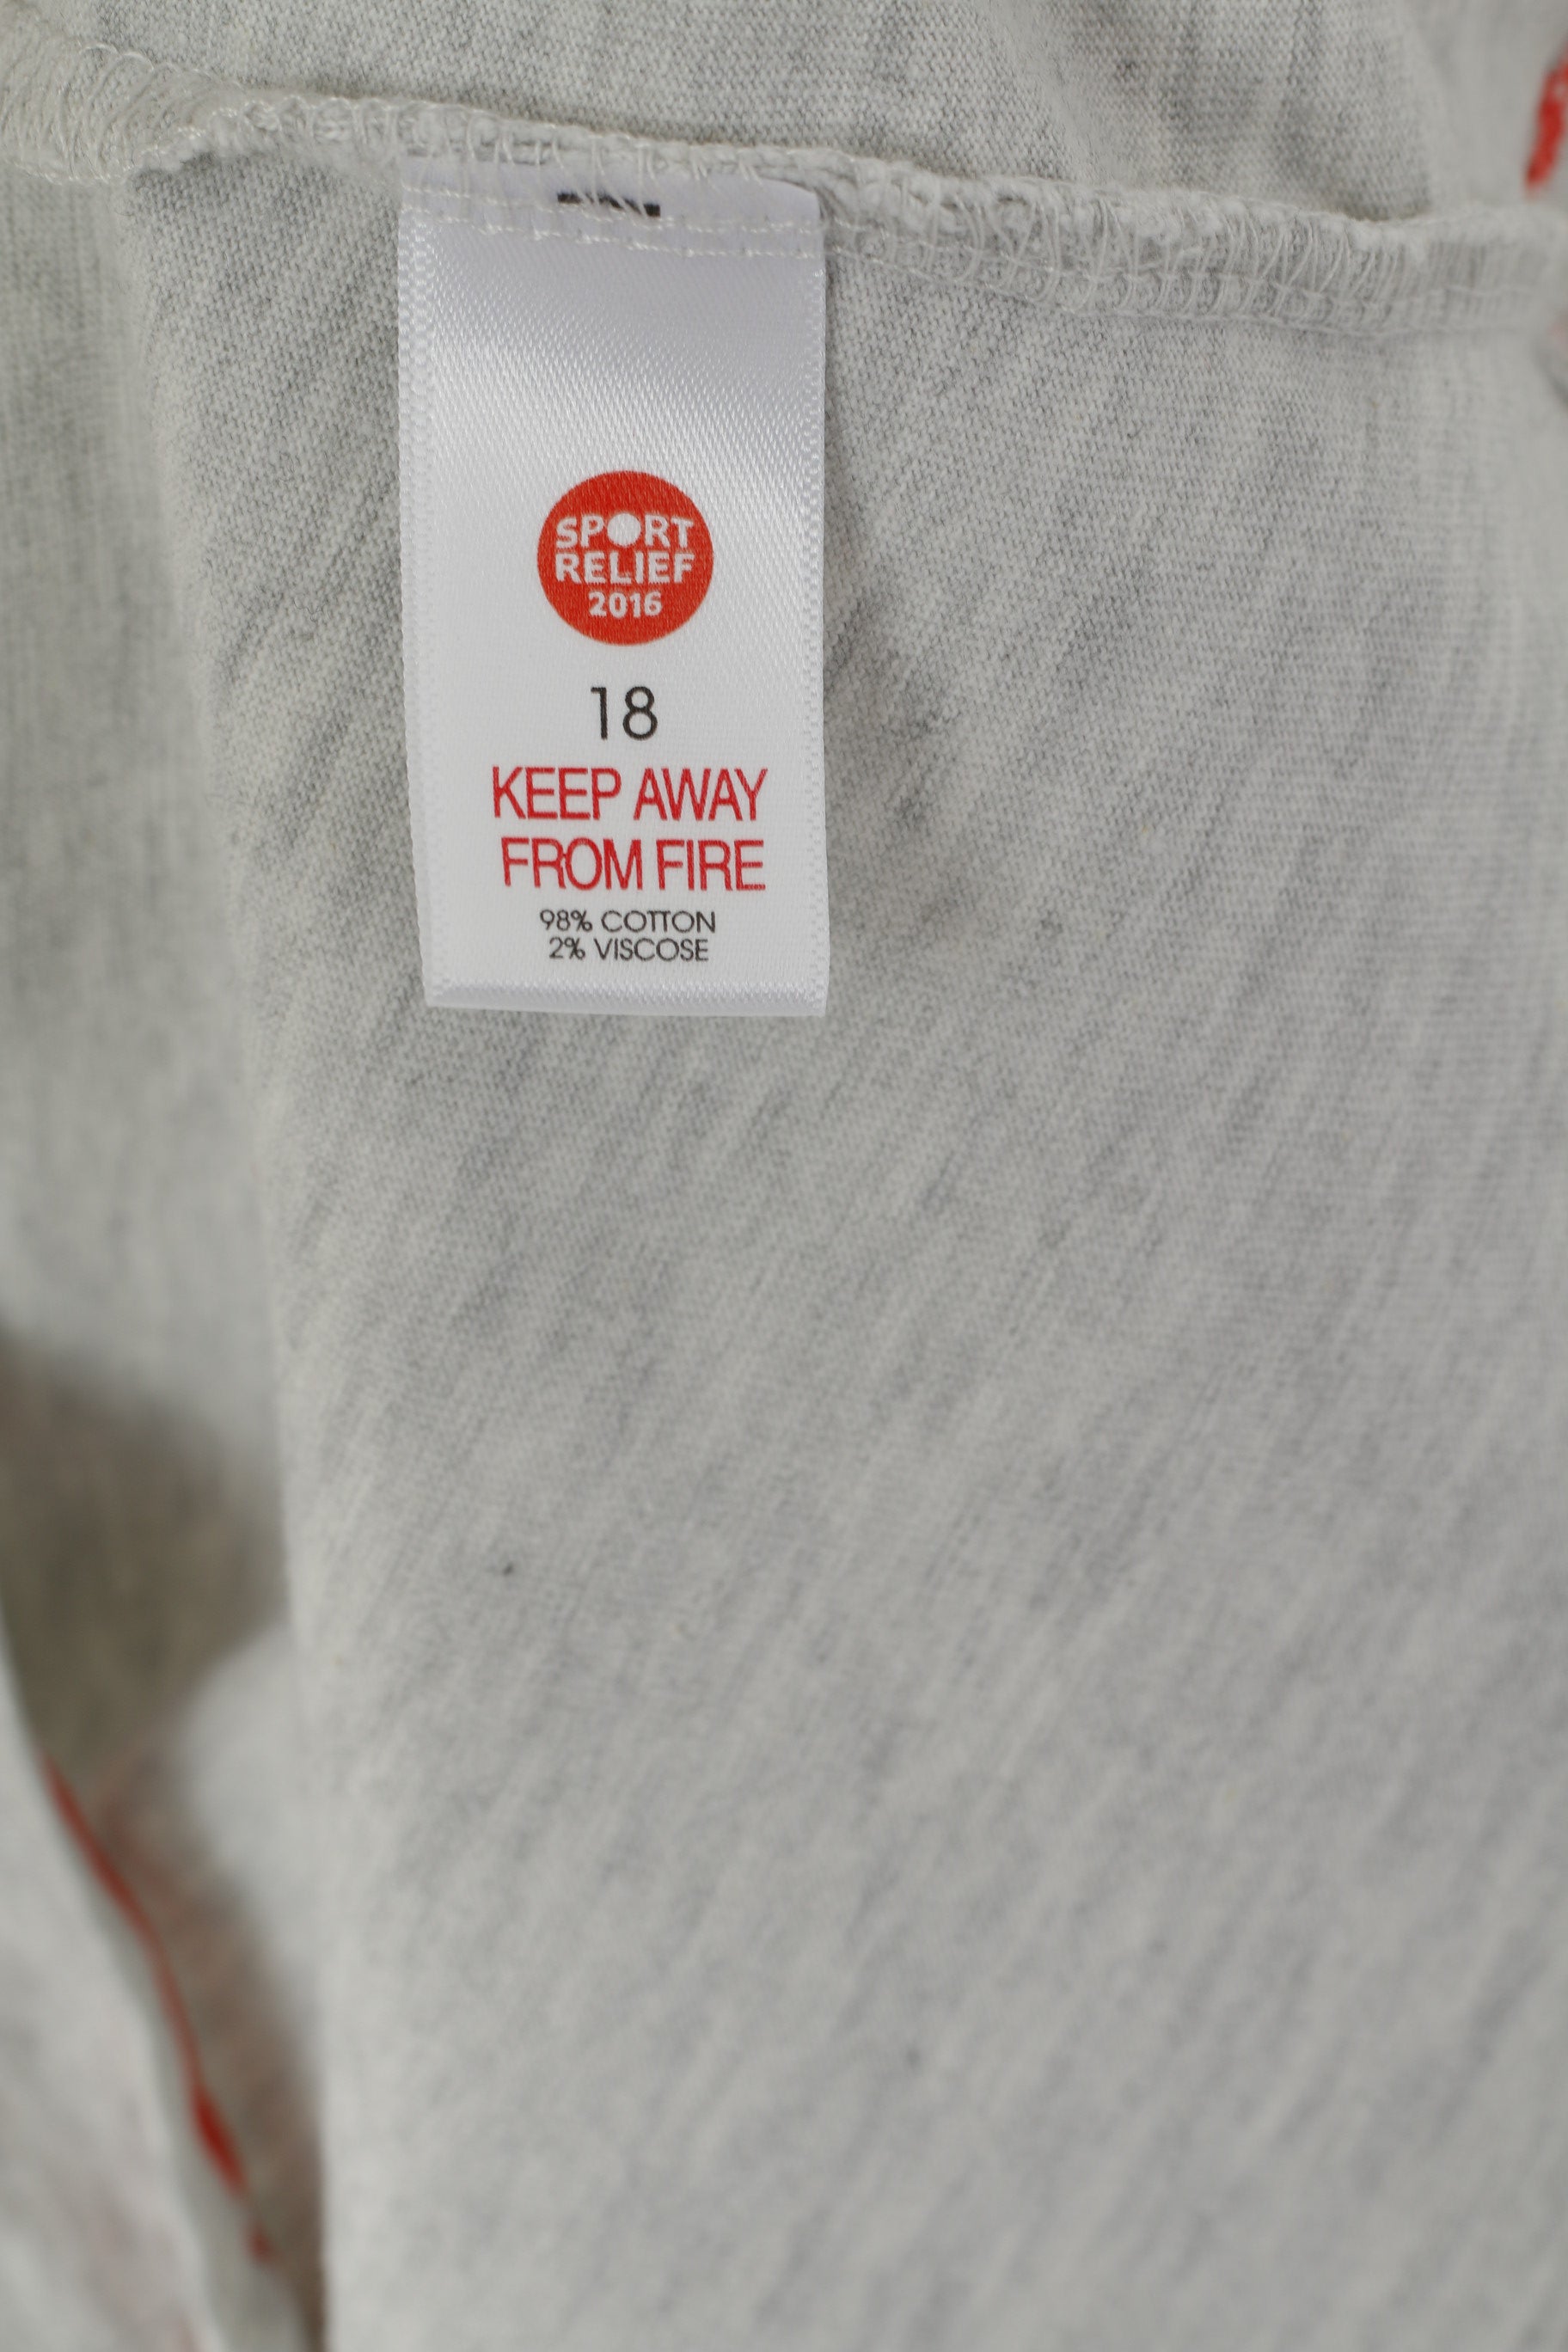 SPORT
RELIEF
2016
18
KEEP AWAY
FROM FIRE
98% COTTON
2% VISCOSE